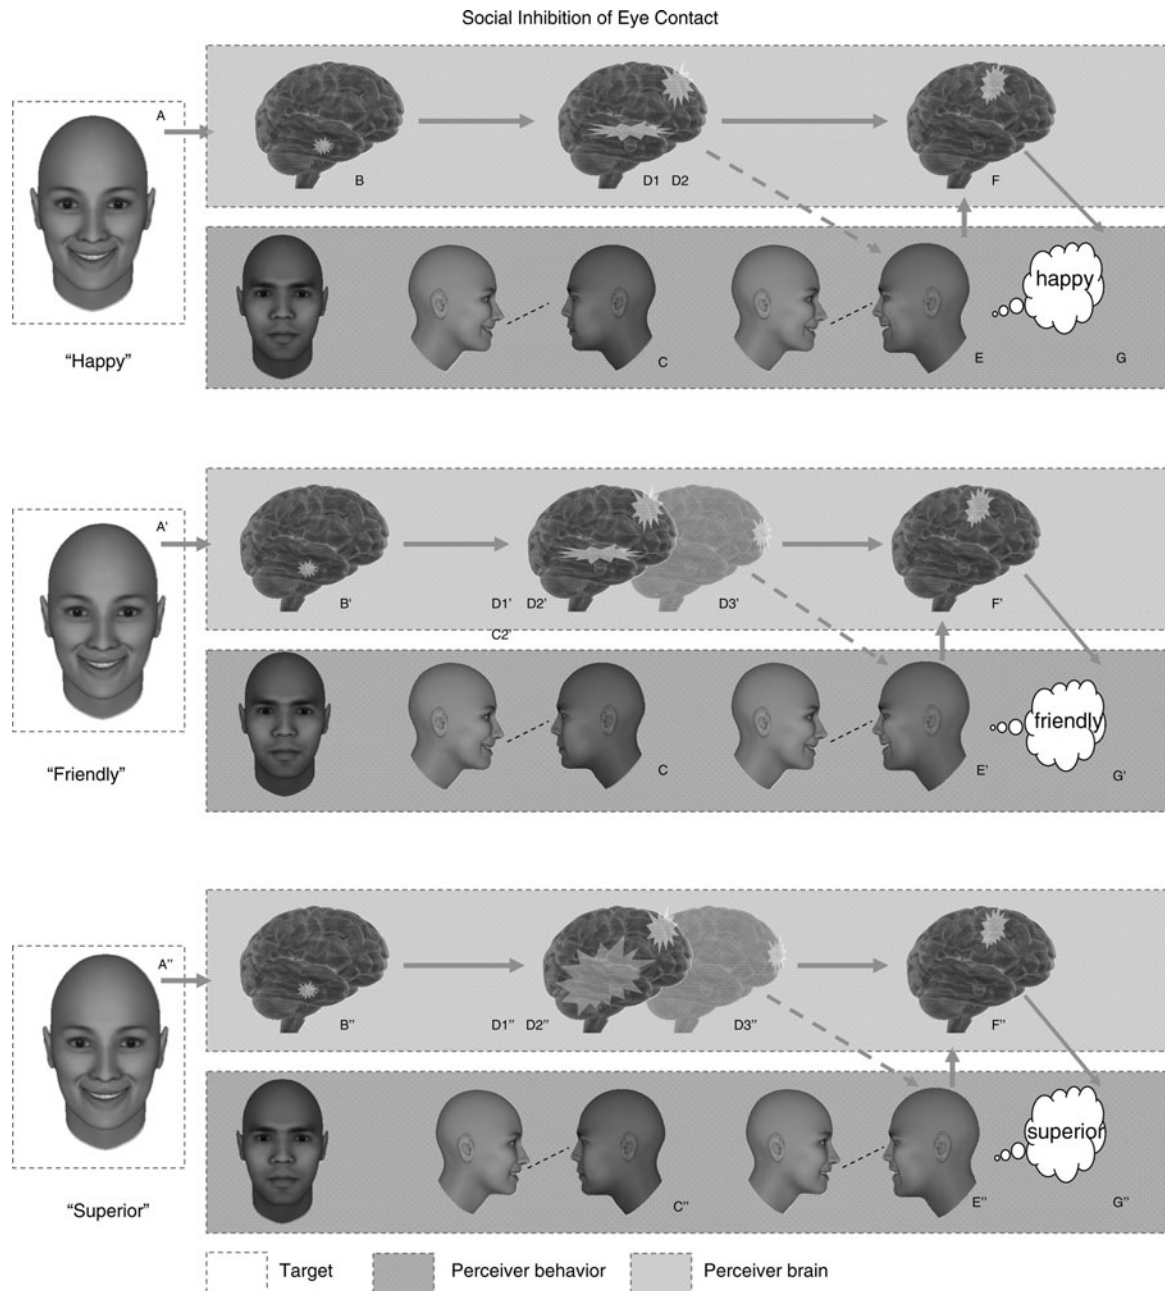 Social Inhibition of Eye Contact
A
B
D1 D2
F
happy
C
E
G
“Happy”
A'
B'
D1' D2'
D3'
F'
C2'
friendly
C
E'
G'
“Friendly”
A''
B''
D1'' D2''
D3''
F''
superior
C''
E''
G''
“Superior”
Target
Perceiver behavior
Perceiver brain